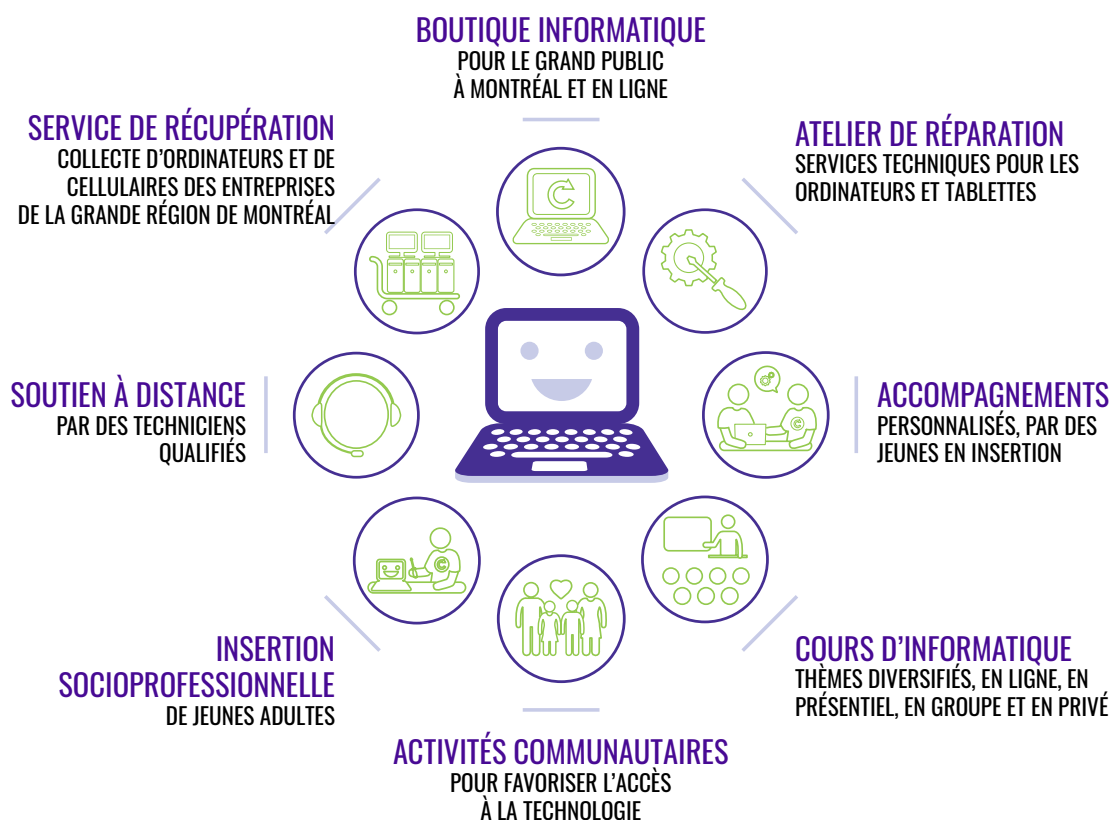 BOUTIQUE INFORMATIQUE
POUR LE GRAND PUBLIC
À MONTRÉAL ET EN LIGNE
SERVICE DE RÉCUPÉRATION
COLLECTE D'ORDINATEURS ET DE
CELLULAIRES DES ENTREPRISES
DE LA GRANDE RÉGION DE MONTRÉAL
ATELIER DE RÉPARATION
SERVICES TECHNIQUES POUR LES
ORDINATEURS ET TABLETTES
SOUTIEN À DISTANCE
PAR DES TECHNICIENS
QUALIFIÉS
ACCOMPAGNEMENTS
PERSONNALISÉS, PAR DES
JEUNES EN INSERTION
INSERTION
SOCIOPROFESSIONNELLE
DE JEUNES ADULTES
COURS D'INFORMATIQUE
THÈMES DIVERSIFIÉS, EN LIGNE, EN
PRÉSENTIEL, EN GROUPE ET EN PRIVÉ
ACTIVITÉS COMMUNAUTAIRES
POUR FAVORISER L'ACCÈS
À LA TECHNOLOGIE